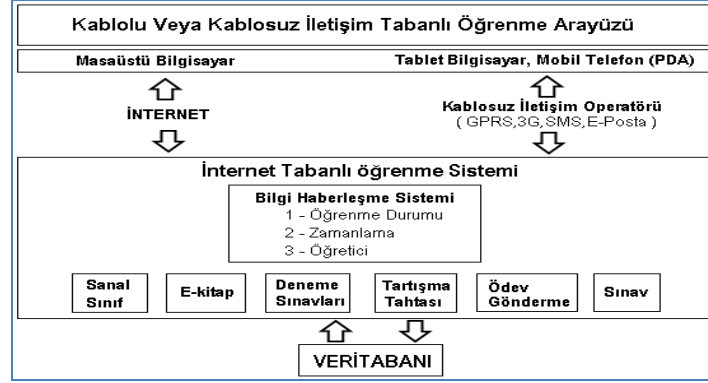 Kablolu Veya Kablosuz İletişim Tabanlı Öğrenme Arayüzü
Masaüstü Bilgisayar
Tablet Bilgisayar, Mobil Telefon (PDA)
İNTERNET
Kablosuz İletişim Operatörü
( GPRS,3G,SMS,E-Posta )
İnternet Tabanlı öğrenme Sistemi
Bilgi Haberleşme Sistemi
1 - Öğrenme Durumu
2 - Zamanlama
3 - Öğretici
Sanal
Sınıf
E-kitap
Deneme
Sınavları
Tartışma
Tahtası
Ödev
Gönderme
Sınav
VERİTABANI